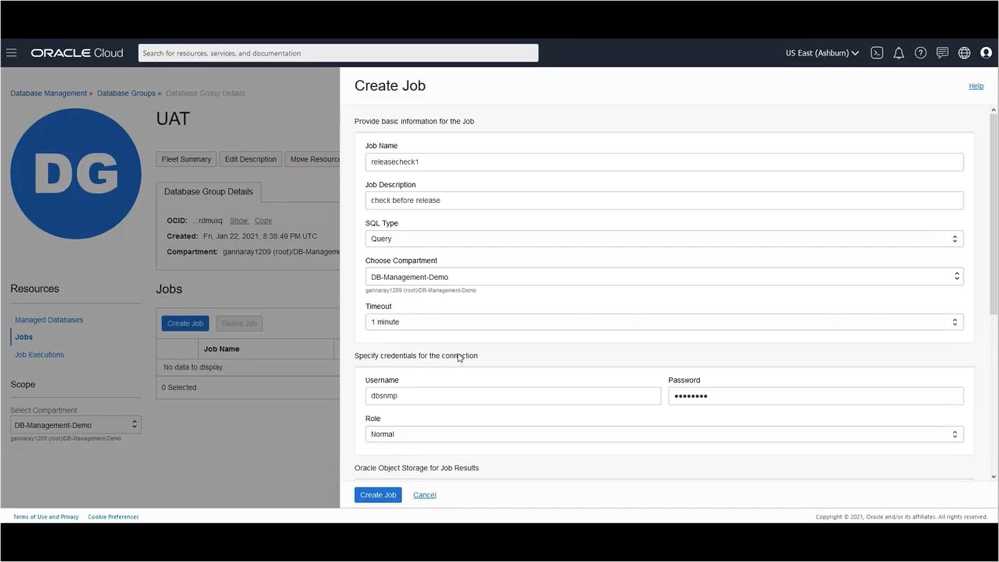 ORACLE Cloud
Search for resources, services, and documentation
US East (Ashburn)
Database Management » Database Groups » Database Group Details
DG
UAT
Fleet Summary
Edit Description
Move Resource
Database Group Details
OCID: ...rdmuxq Show Copy
Created: Fri, Jan 22, 2021, 8:38:49 PM UTC
Compartment: gannaray1209 (root)/DB-Manageme
Resources
Managed Databases
Jobs
Job Executions
Scope
Select Compartment
DB-Management-Demo
gannaray1209 (root)/DB-Management-Demo
Jobs
Create Job
Delete Job
Job Name
No data to display.
0 Selected
Create Job
Help
Provide basic information for the Job
Job Name
releasecheck1
Job Description
check before release
SQL Type
Query
Choose Compartment
DB-Management-Demo
gannaray1209 (root)/DB-Management-Demo
Timeout
1 minute
Specify credentials for the connection
Username
dbsnmp
Password
••••••••
Role
Normal
Oracle Object Storage for Job Results
Create Job
Cancel
Terms of Use and Privacy
Cookie Preferences
Copyright © 2021, Oracle and/or its affiliates. All rights reserved.